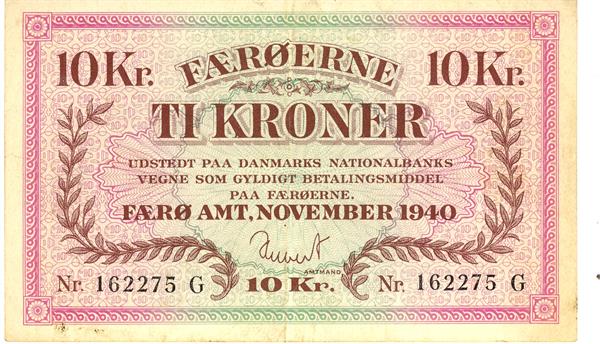 10 Kr. FÆRØERNE 10 Kr.
TI KRONER
UDSTEDT PAA DANMARKS NATIONALBANKS
VEGNE SOM GYLDIGT BETALINGSMIDDEL
PAA FÆRØERNE.
FÆRØ AMT, NOVEMBER 1940
AMTMAND
Nr. 162275 G 10 Kr. Nr. 162275 G